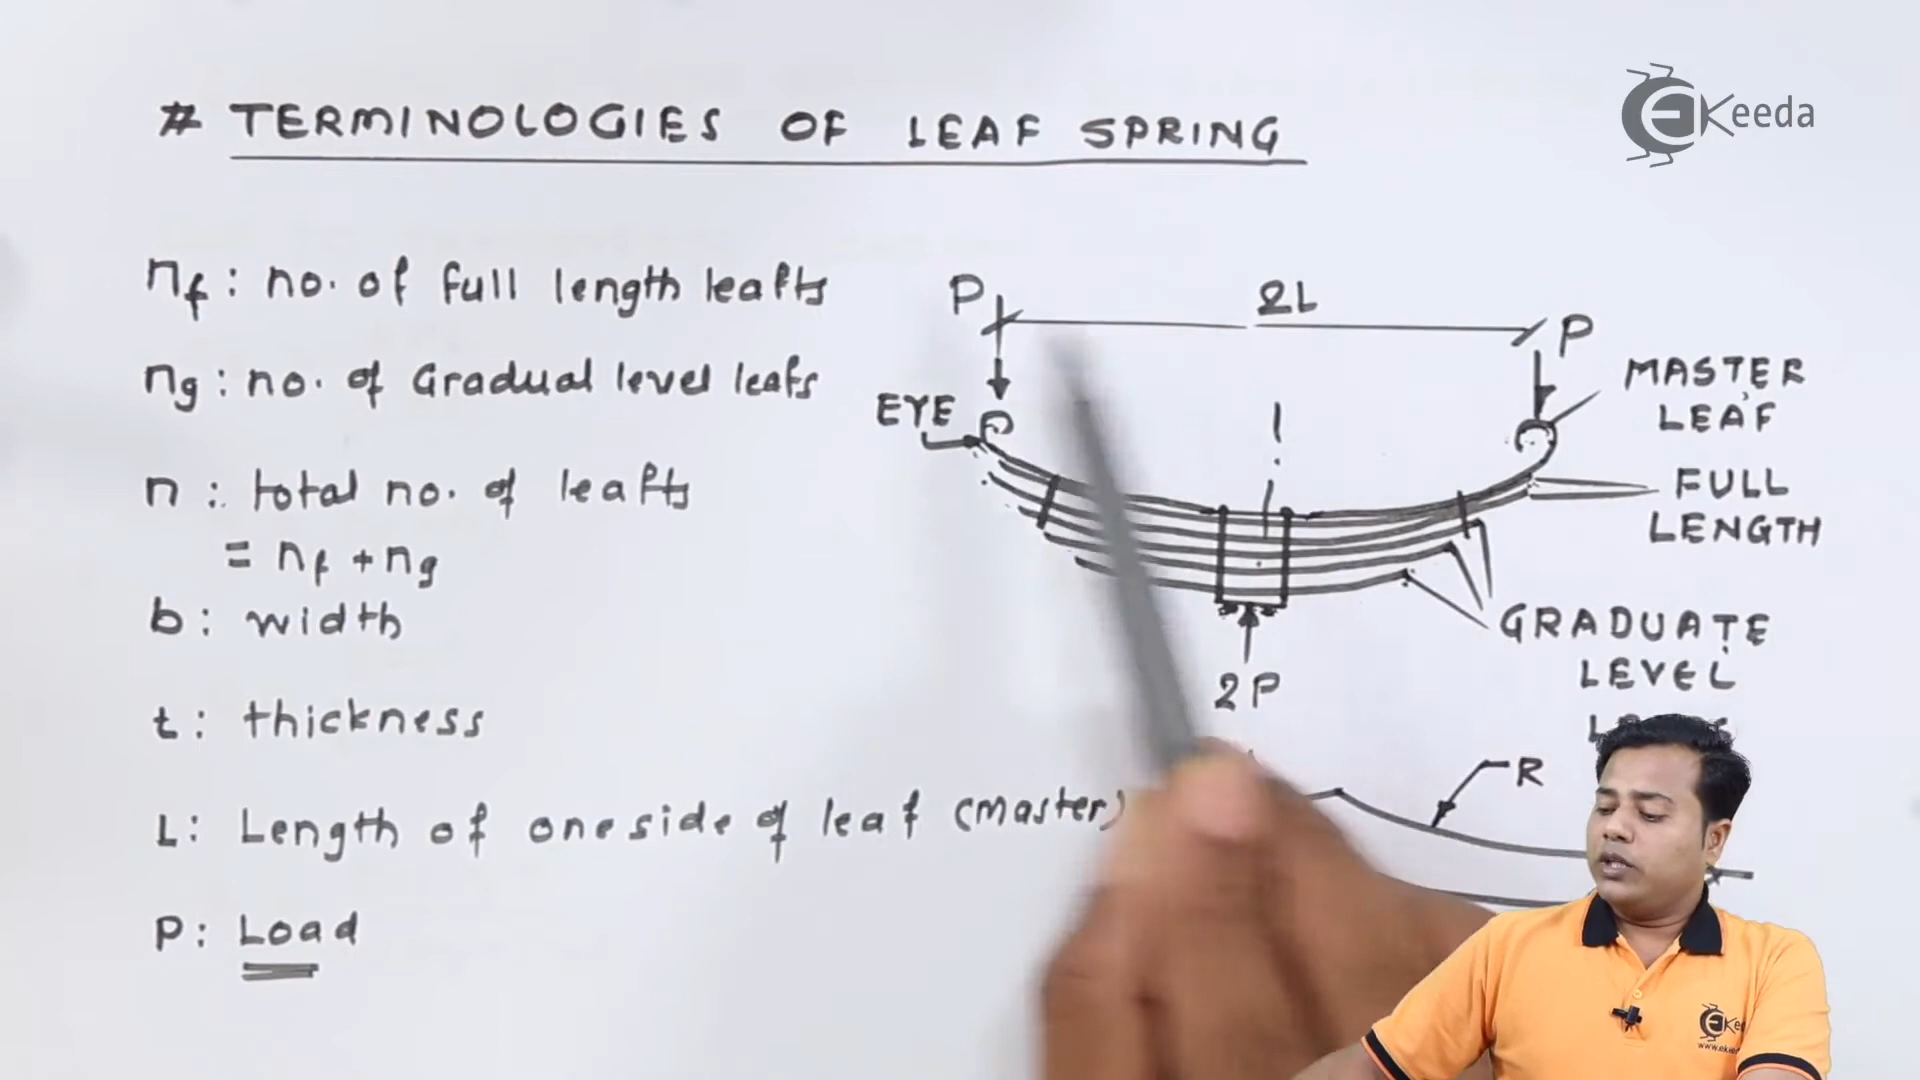 # TERMINOLOGIES OF LEAF SPRING
EKeeda
nf : no. of full length leafts
ng : no. of Gradual level leafs
n : total no. of leafts
= nf + ng
b : width
t : thickness
L : Length of one side of leaf (Master)
P : Load
P
2L
P
EYE
MASTER
LEAF
FULL
LENGTH
GRADUATE
LEVEL
2P
R